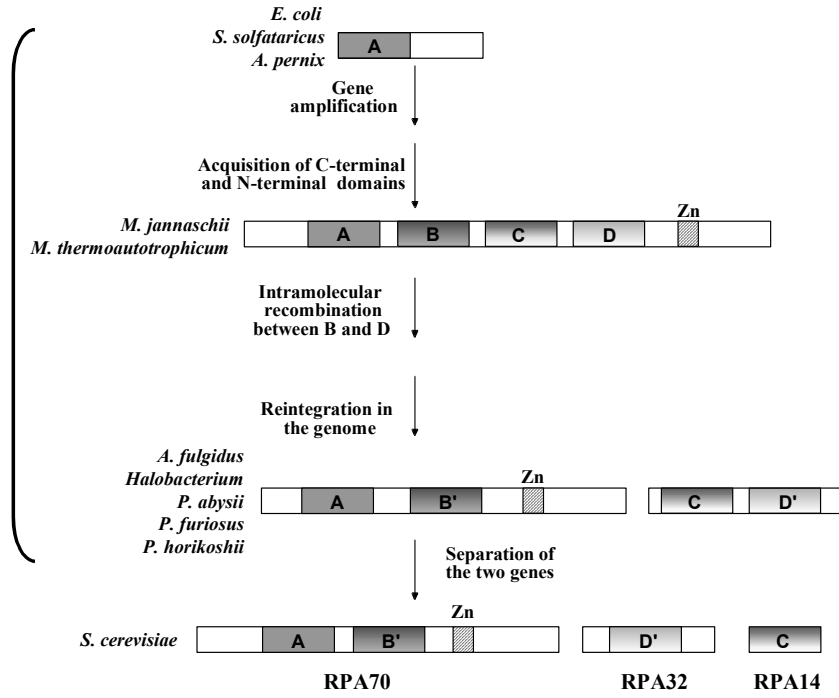 E. coli
S. solfataricus
A. pernix
A
Gene
amplification
Acquisition of C-terminal
and N-terminal domains
M. jannaschii
M. thermoautotrophicum
Zn
A B C D
Intramolecular
recombination
between B and D
Reintegration in
the genome
A. fulgidus
Halobacterium
P. abysii
P. furiosus
P. horikoshii
Zn
A B' C D'
Separation of
the two genes
S. cerevisiae
Zn
A B' D' C
RPA70 RPA32 RPA14